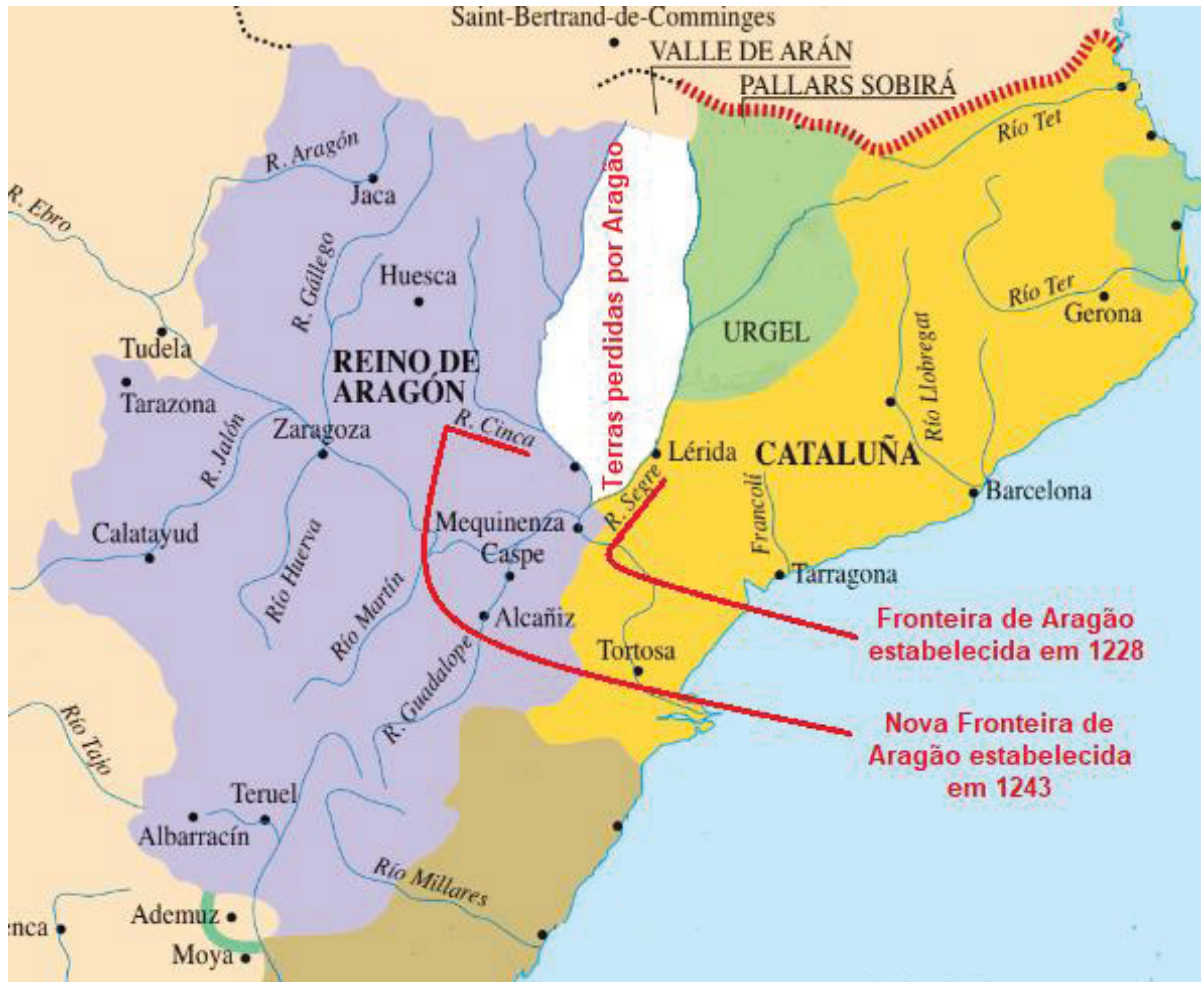 Saint-Bertrand-de-Comminges
VALLE DE ARÁN
PALLARS SOBIRÁ
Río Tet
R. Aragón
Jaca
R. Ebro
R. Gállego
Huesca
Terras perdidas por Aragão
Río Ter
Gerona
Tudela
URGEL
Río Llobregat
REINO DE
ARAGÓN
Tarazona
R. Jalón
Zaragoza
R. Cinca
Lérida
CATALUÑA
R. Segre
Barcelona
Francolí
Mequinenza
Calatayud
Caspe
Río Huerva
Tarragona
Río Martín
Alcañiz
Fronteira de Aragão
estabelecida em 1228
Tortosa
R. Guadalope
Nova Fronteira de
Aragão estabelecida
em 1243
Río Tajo
Teruel
Albarracín
Río Millares
Ademuz
enca
Moya